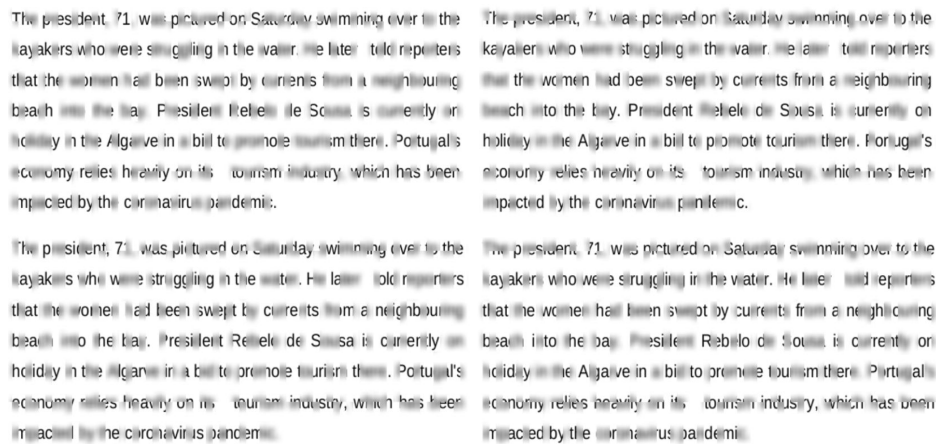 The president, 71, was pictured on Saturday swimming over to the
kayakers who were struggling in the water. He later told reporters
that the women had been swept by currents from a neighbouring
beach into the bay. President Rebelo de Sousa is currently on
holiday in the Algarve in a bid to promote tourism there. Portugal's
economy relies heavily on its tourism industry, which has been
impacted by the coronavirus pandemic.
The president, 71, was pictured on Saturday swimming over to the
kayakers who were struggling in the water. He later told reporters
that the women had been swept by currents from a neighbouring
beach into the bay. President Rebelo de Sousa is currently on
holiday in the Algarve in a bid to promote tourism there. Portugal's
economy relies heavily on its tourism industry, which has been
impacted by the coronavirus pandemic.
The president, 71, was pictured on Saturday swimming over to the
kayakers who were struggling in the water. He later told reporters
that the women had been swept by currents from a neighbouring
beach into the bay. President Rebelo de Sousa is currently on
holiday in the Algarve in a bid to promote tourism there. Portugal's
economy relies heavily on its tourism industry, which has been
impacted by the coronavirus pandemic.
The president, 71, was pictured on Saturday swimming over to the
kayakers who were struggling in the water. He later told reporters
that the women had been swept by currents from a neighbouring
beach into the bay. President Rebelo de Sousa is currently on
holiday in the Algarve in a bid to promote tourism there. Portugal's
economy relies heavily on its tourism industry, which has been
impacted by the coronavirus pandemic.